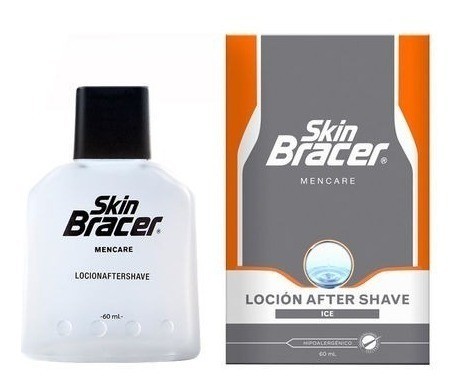 Skin
Bracer®
MENCARE
LOCIONAFTERSHAVE
-60 mL-
Skin
Bracer®
MENCARE
LOCIÓN AFTER SHAVE
ICE
HIPOALERGÉNICO
60 mL